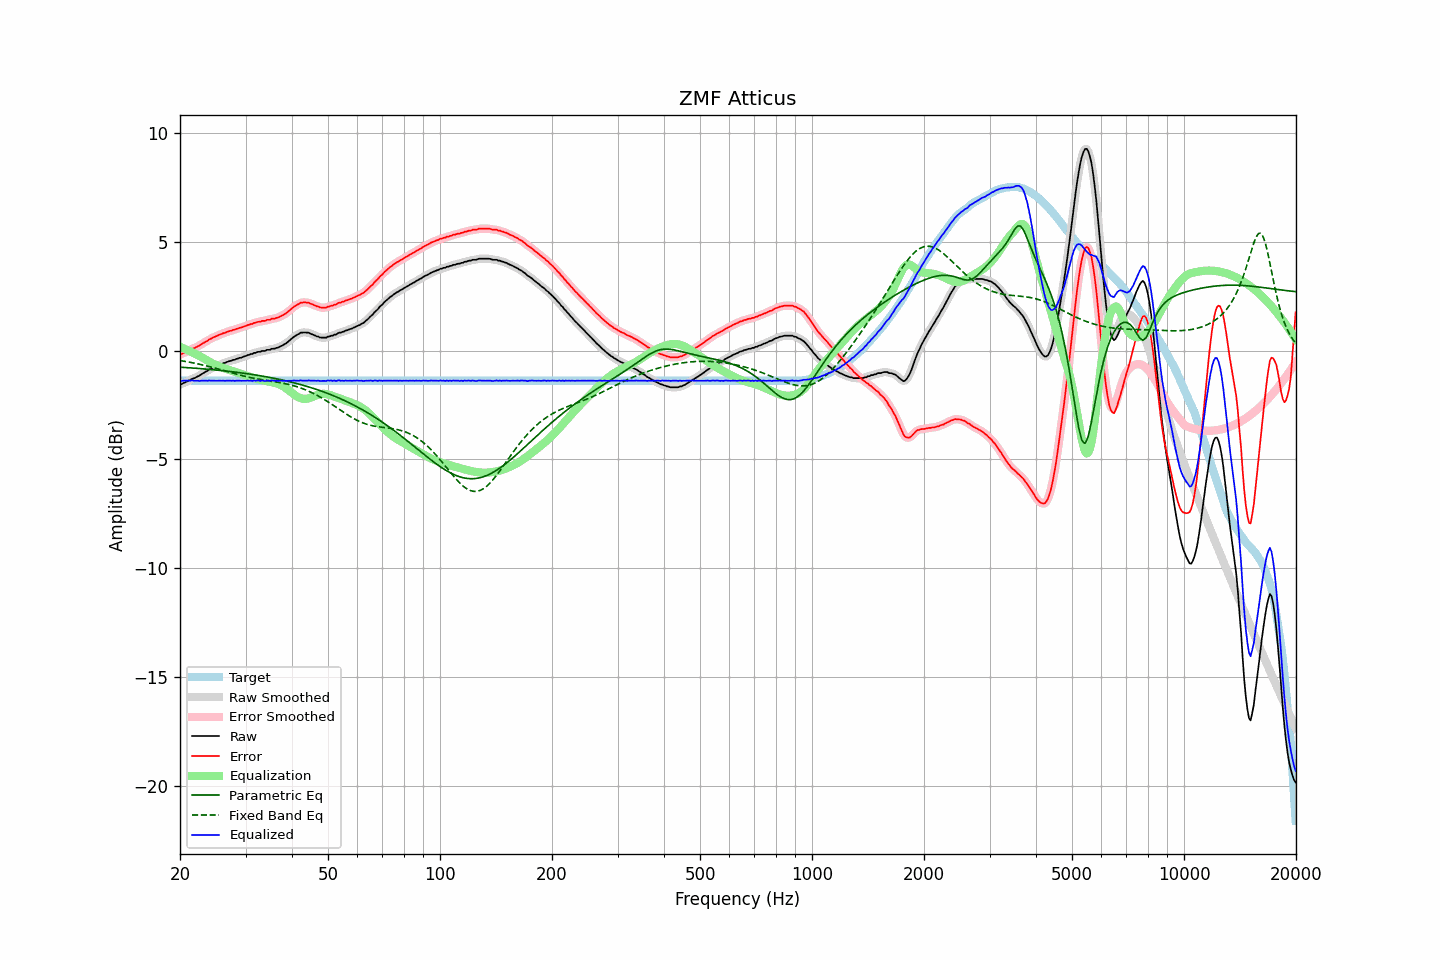 ZMF Atticus
10
5
0
−5
−10
−15
−20
Amplitude (dBr)
Target
Raw Smoothed
Error Smoothed
Raw
Error
Equalization
Parametric Eq
Fixed Band Eq
Equalized
20 50 100 200 500 1000 2000 5000 10000 20000
Frequency (Hz)